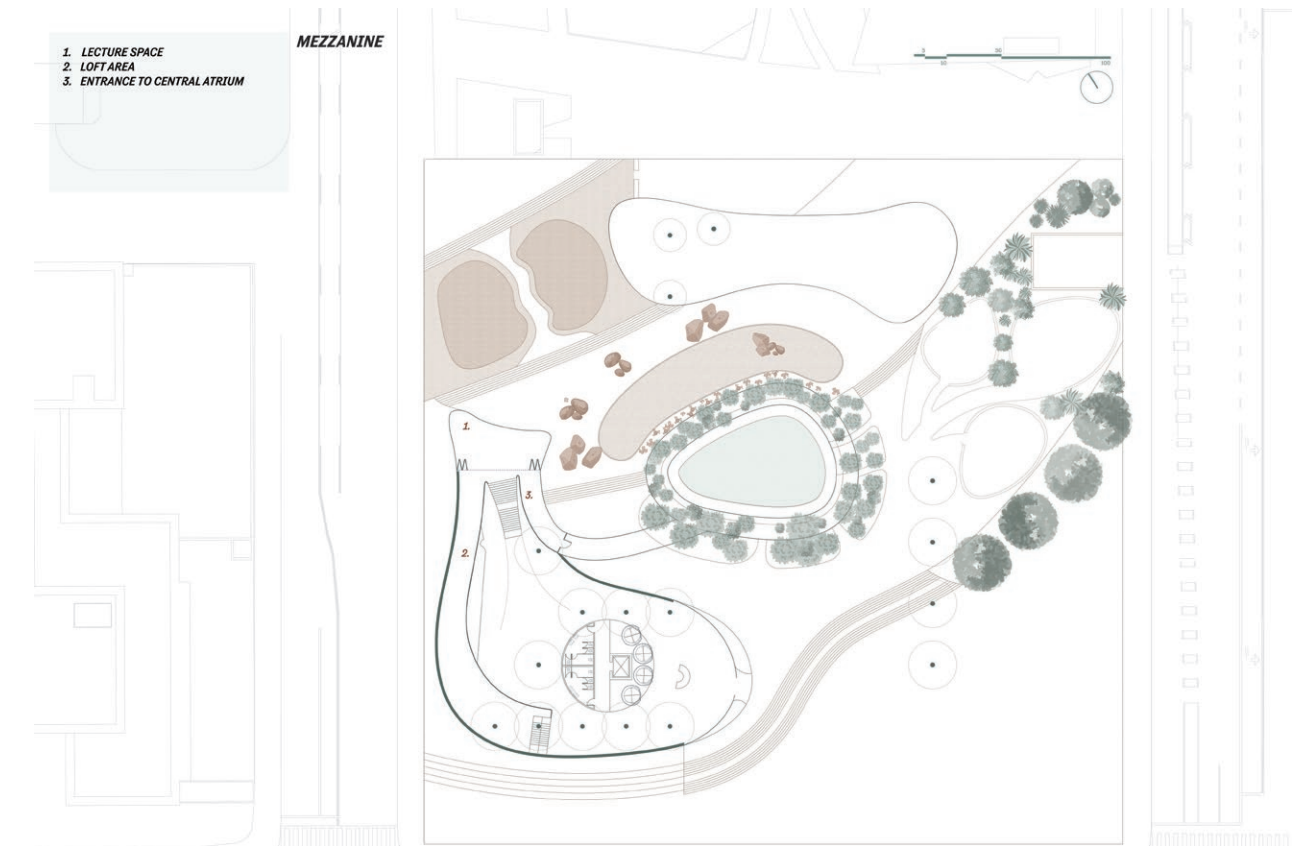 MEZZANINE
1. LECTURE SPACE
2. LOFT AREA
3. ENTRANCE TO CENTRAL ATRIUM
1.
3.
2.